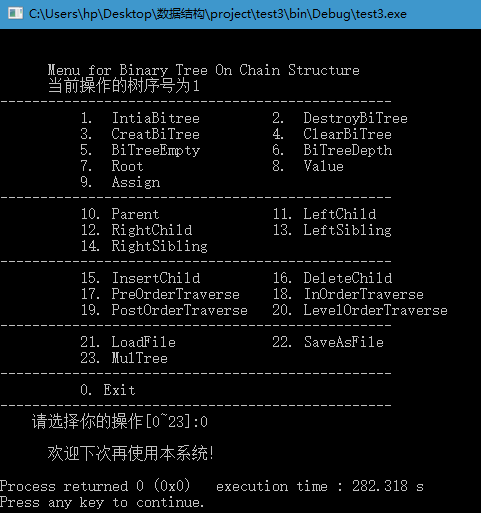 C:\Users\hp\Desktop\数据结构\project\test3\bin\Debug\test3.exe
Menu for Binary Tree On Chain Structure
当前操作的树序号为1
-------------------------------------------------
1. IntiaBitree 2. DestroyBiTree
3. CreatBiTree 4. ClearBiTree
5. BiTreeEmpty 6. BiTreeDepth
7. Root 8. Value
9. Assign
-------------------------------------------------
10. Parent 11. LeftChild
12. RightChild 13. LeftSibling
14. RightSibling
-------------------------------------------------
15. InsertChild 16. DeleteChild
17. PreOrderTraverse 18. InOrderTraverse
19. PostOrderTraverse 20. LevelOrderTraverse
-------------------------------------------------
21. LoadFile 22. SaveAsFile
23. MulTree
-------------------------------------------------
0. Exit
-------------------------------------------------
请选择你的操作[0~23]:0
欢迎下次再使用本系统!
Process returned 0 (0x0) execution time : 282.318 s
Press any key to continue.